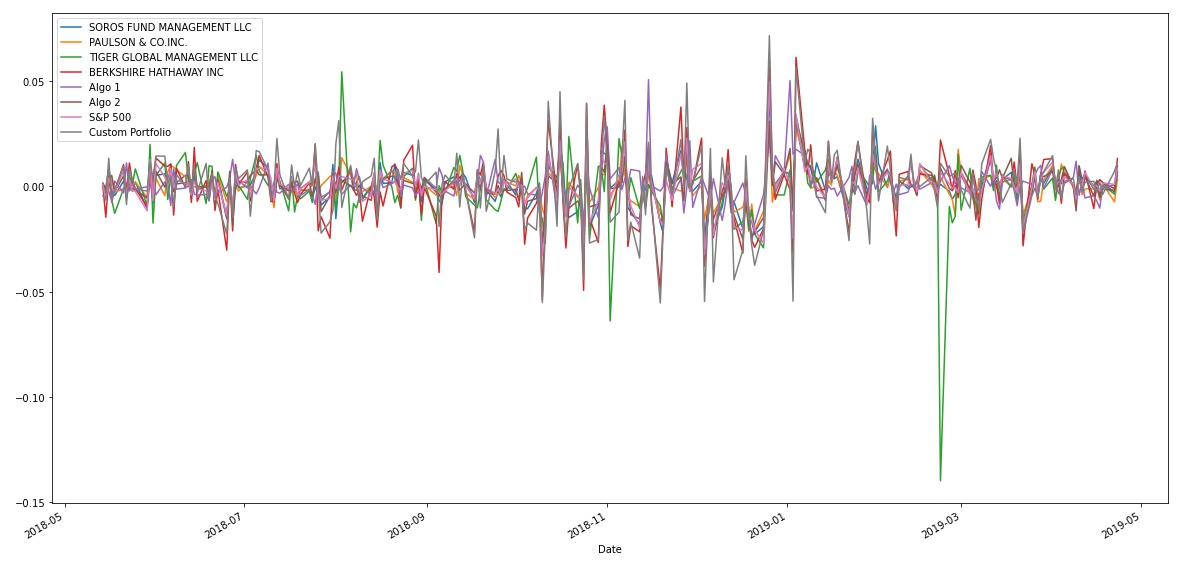 SOROS FUND MANAGEMENT LLC
PAULSON & CO.INC.
TIGER GLOBAL MANAGEMENT LLC
BERKSHIRE HATHAWAY INC
Algo 1
Algo 2
S&P 500
Custom Portfolio
0.05
0.00
−0.05
−0.10
−0.15
2018-05
2018-07
2018-09
2018-11
2019-01
2019-03
2019-05
Date